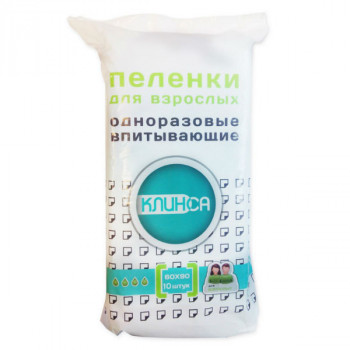 пеленки
для взрослых
одноразовые
впитывающие
КЛИНСА
60X90
10 штук